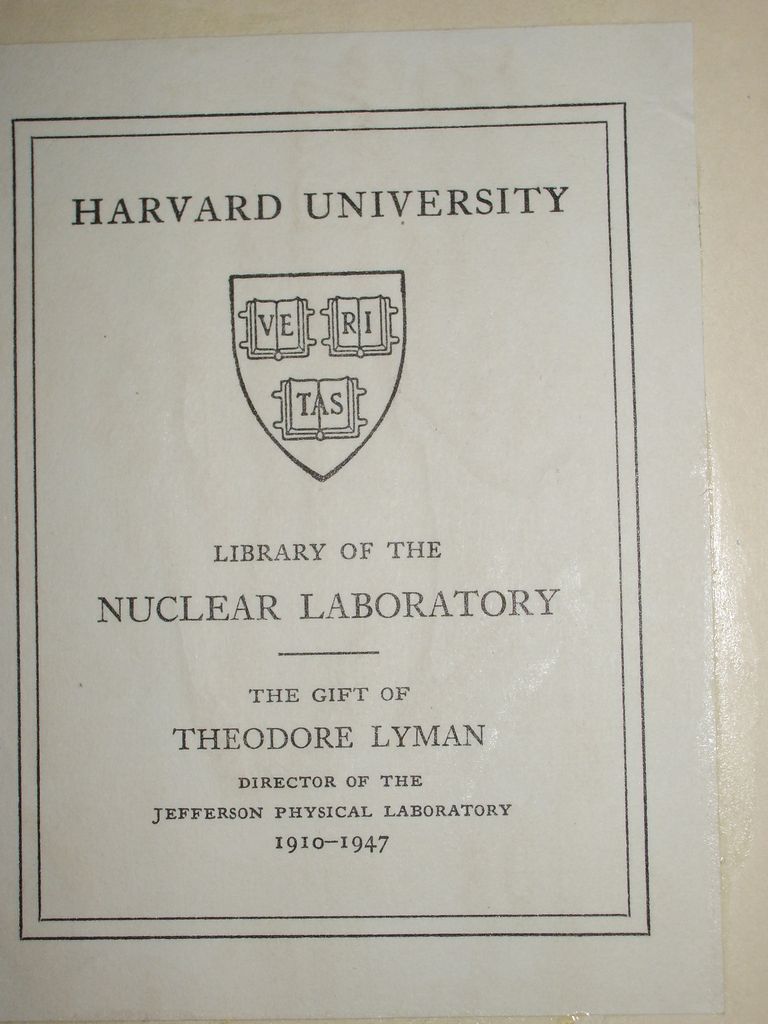 HARVARD UNIVERSITY
VE RI
TAS
LIBRARY OF THE
NUCLEAR LABORATORY
THE GIFT OF
THEODORE LYMAN
DIRECTOR OF THE
JEFFERSON PHYSICAL LABORATORY
1910–1947